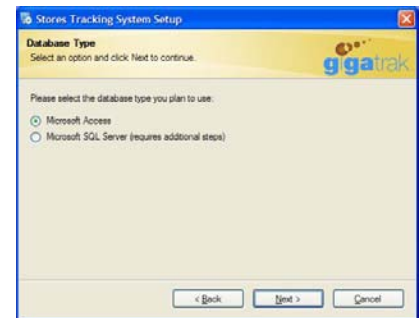 Stores Tracking System Setup
Database Type
Select an option and click Next to continue.
gigatrak
Please select the database type you plan to use:
Microsoft Access
Microsoft SQL Server (requires additional steps)
< Back
Next >
Cancel